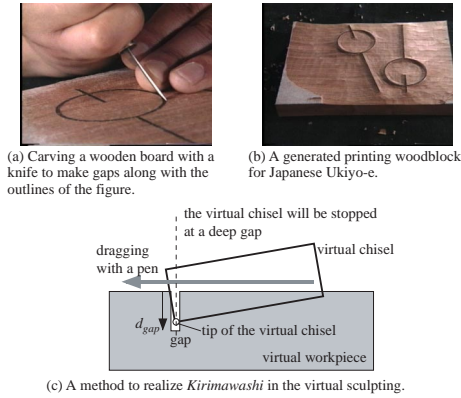 (a) Carving a wooden board with a
knife to make gaps along with the
outlines of the figure.
(b) A generated printing woodblock
for Japanese Ukiyo-e.
the virtual chisel will be stopped
at a deep gap
dragging
with a pen
virtual chisel
dgap
tip of the virtual chisel
gap
virtual workpiece
(c) A method to realize Kirimawashi in the virtual sculpting.